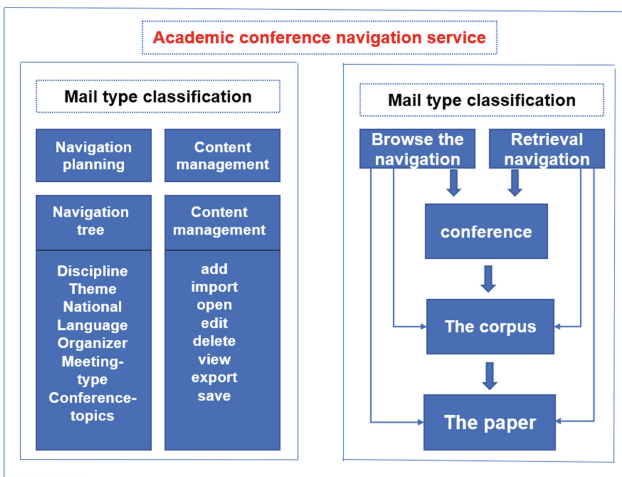 Academic conference navigation service
Mail type classification
Navigation
planning
Content
management
Navigation
tree
Content
management
Discipline
Theme
National
Language
Organizer
Meeting-
type
Conference-
topics
add
import
open
edit
delete
view
export
save
Mail type classification
Browse the
navigation
Retrieval
navigation
conference
The corpus
The paper